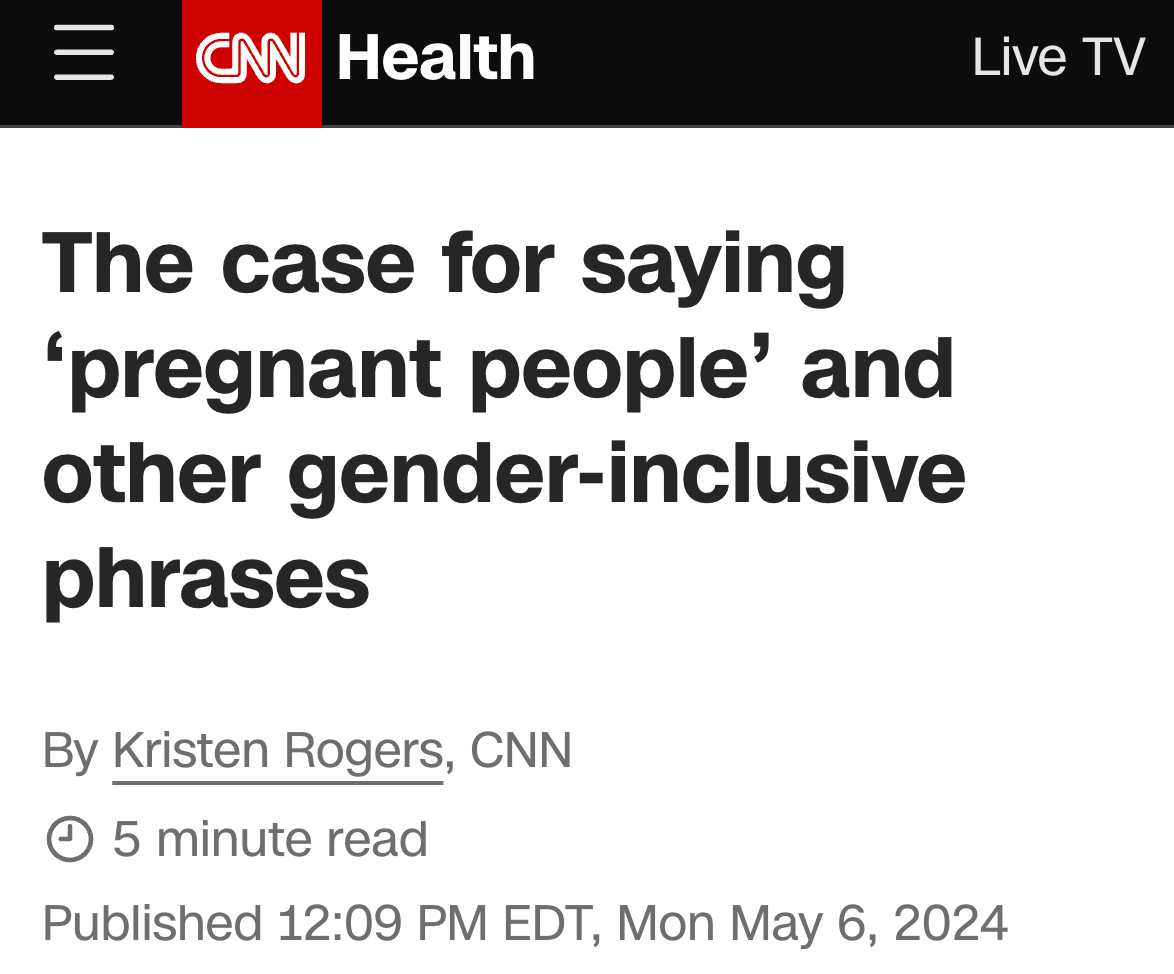 CNN Health Live TV
The case for saying
‘pregnant people’ and
other gender-inclusive
phrases
By Kristen Rogers, CNN
5 minute read
Published 12:09 PM EDT, Mon May 6, 2024